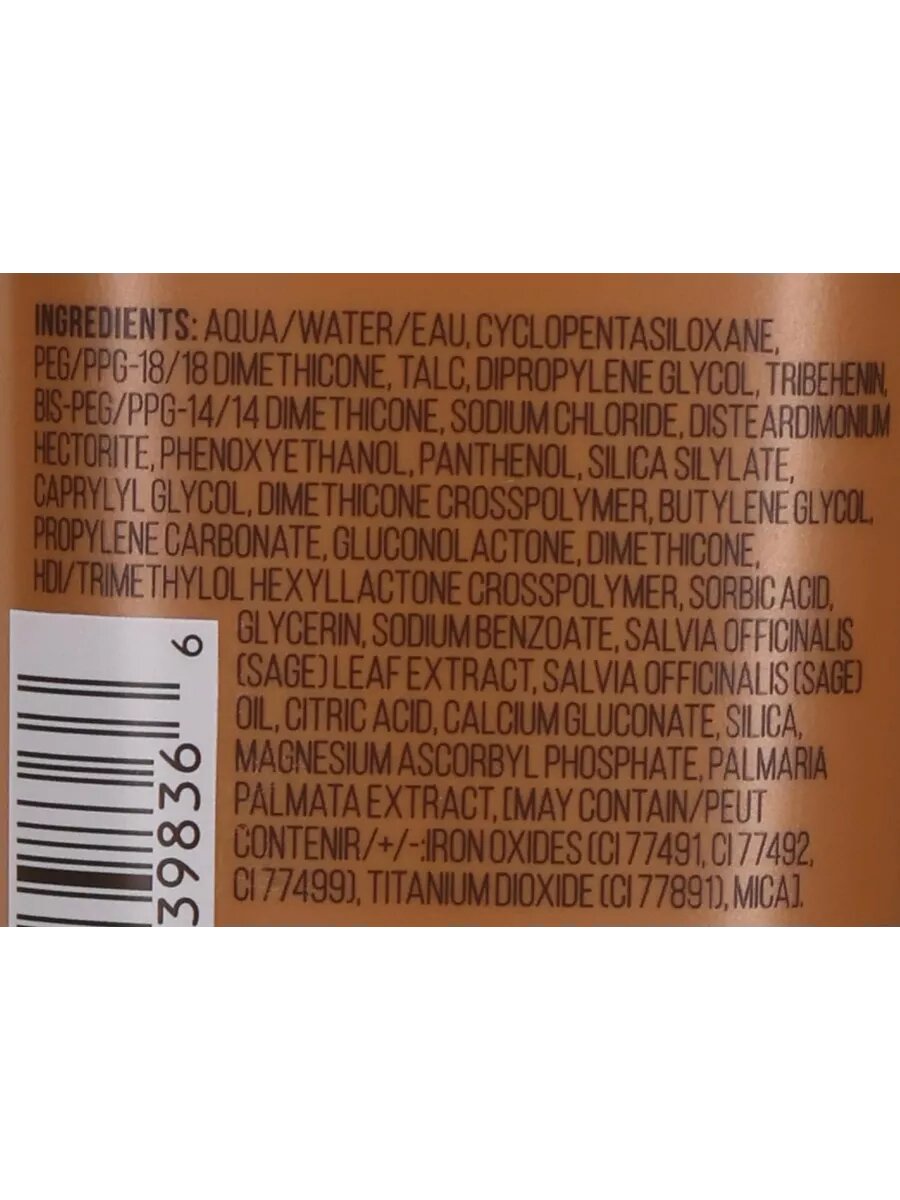 INGREDIENTS: AQUA/WATER/EAU, CYCLOPENTASILOXANE,
PEG/PPG-18/18 DIMETHICONE, TALC, DIPROPYLENE GLYCOL, TRIBEHENIN,
BIS-PEG/PPG-14/14 DIMETHICONE, SODIUM CHLORIDE, DISTEARDIMONIUM
HECTORITE, PHENOXYETHANOL, PANTHENOL, SILICA SILYLATE,
CAPRYLYL GLYCOL, DIMETHICONE CROSSPOLYMER, BUTYLENE GLYCOL,
PROPYLENE CARBONATE, GLUCONOLACTONE, DIMETHICONE,
HDI/TRIMETHYLOL HEXYLLACTONE CROSSPOLYMER, SORBIC ACID,
GLYCERIN, SODIUM BENZOATE, SALVIA OFFICINALIS
(SAGE) LEAF EXTRACT, SALVIA OFFICINALIS (SAGE)
OIL, CITRIC ACID, CALCIUM GLUCONATE, SILICA,
MAGNESIUM ASCORBYL PHOSPHATE, PALMARIA
PALMATA EXTRACT, [MAY CONTAIN/PEUT
CONTENIR/+/-:IRON OXIDES (CI 77491, CI 77492,
CI 77499), TITANIUM DIOXIDE (CI 77891), MICA].
39836 6